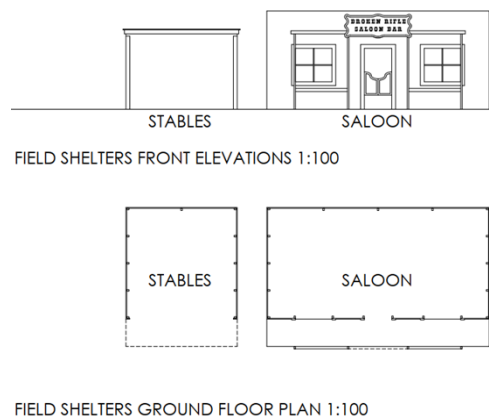 BROKEN RIFLE
SALOON BAR
STABLES
SALOON
FIELD SHELTERS FRONT ELEVATIONS 1:100
STABLES
SALOON
FIELD SHELTERS GROUND FLOOR PLAN 1:100